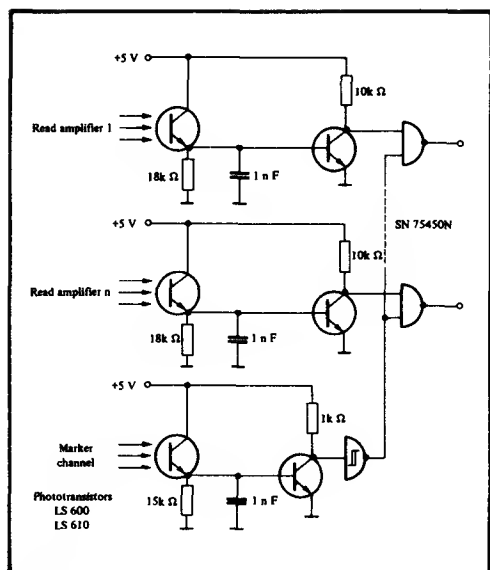 +5 V
10k Ω
Read amplifier 1
18k Ω
1 n F
+5 V
SN 75450N
10k Ω
Read amplifier n
18k Ω
1 n F
+5 V
1k Ω
Marker
channel
15k Ω
1 n F
Phototransistors
LS 600
LS 610